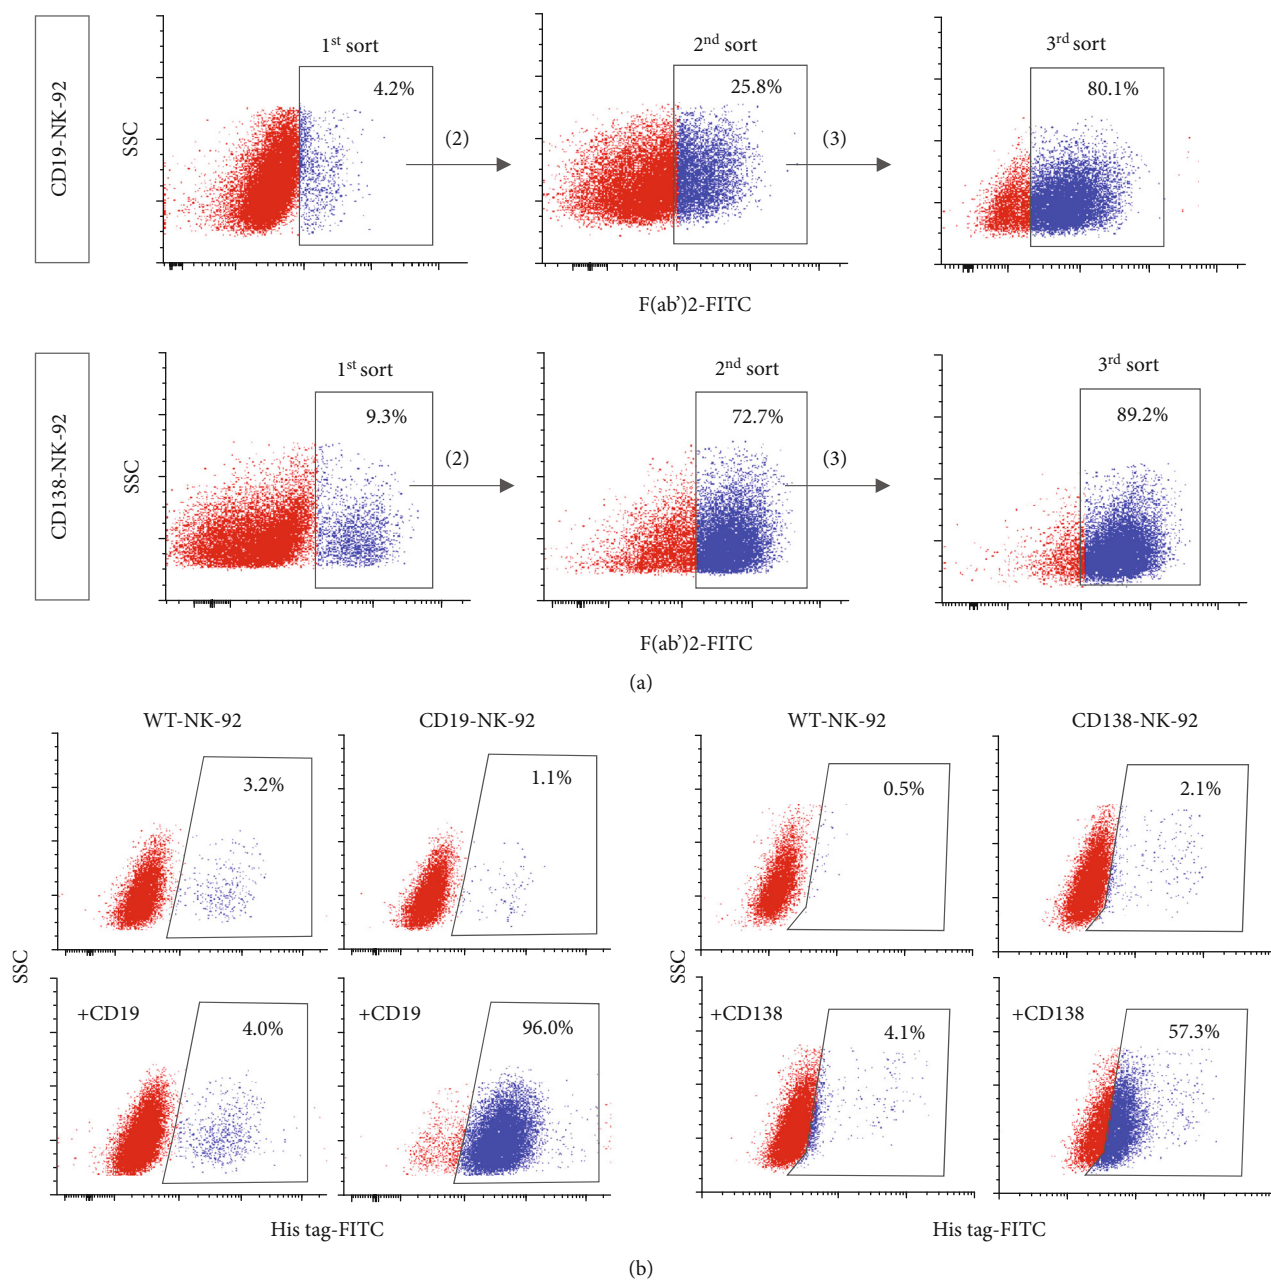 CD19-NK-92
SSC
1st sort
4.2%
(2)
2nd sort
25.8%
(3)
3rd sort
80.1%
F(ab')2-FITC
CD138-NK-92
SSC
1st sort
9.3%
(2)
2nd sort
72.7%
(3)
3rd sort
89.2%
F(ab')2-FITC
(a)
WT-NK-92
CD19-NK-92
WT-NK-92
CD138-NK-92
3.2%
1.1%
0.5%
2.1%
SSC
SSC
+CD19
4.0%
+CD19
96.0%
+CD138
4.1%
+CD138
57.3%
His tag-FITC
His tag-FITC
(b)